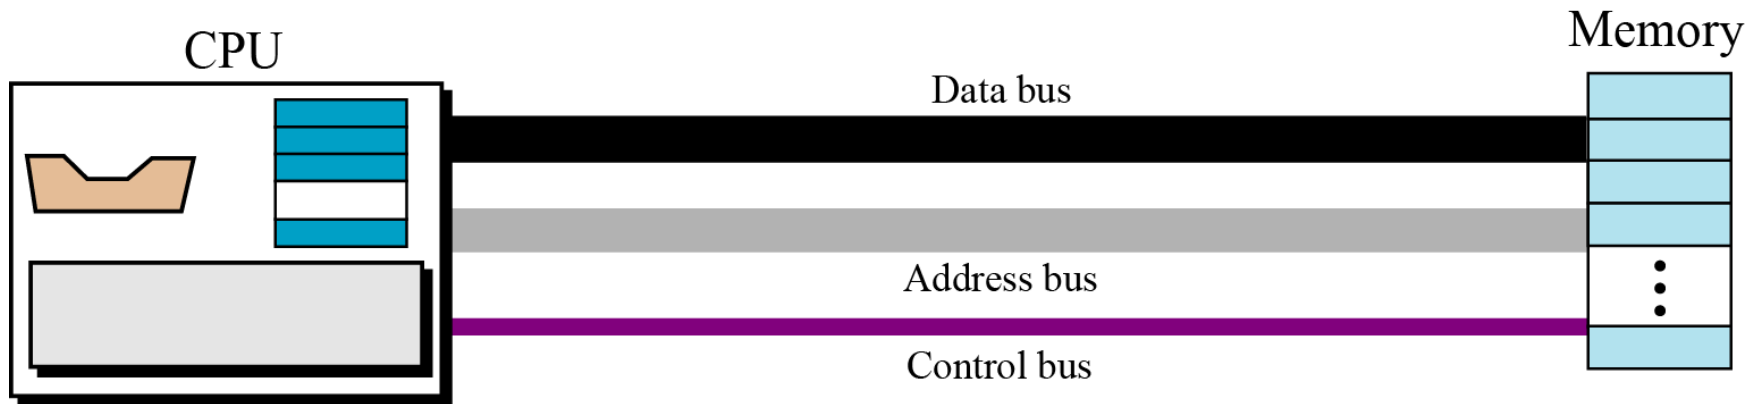 CPU
Memory
Data bus
Address bus
Control bus